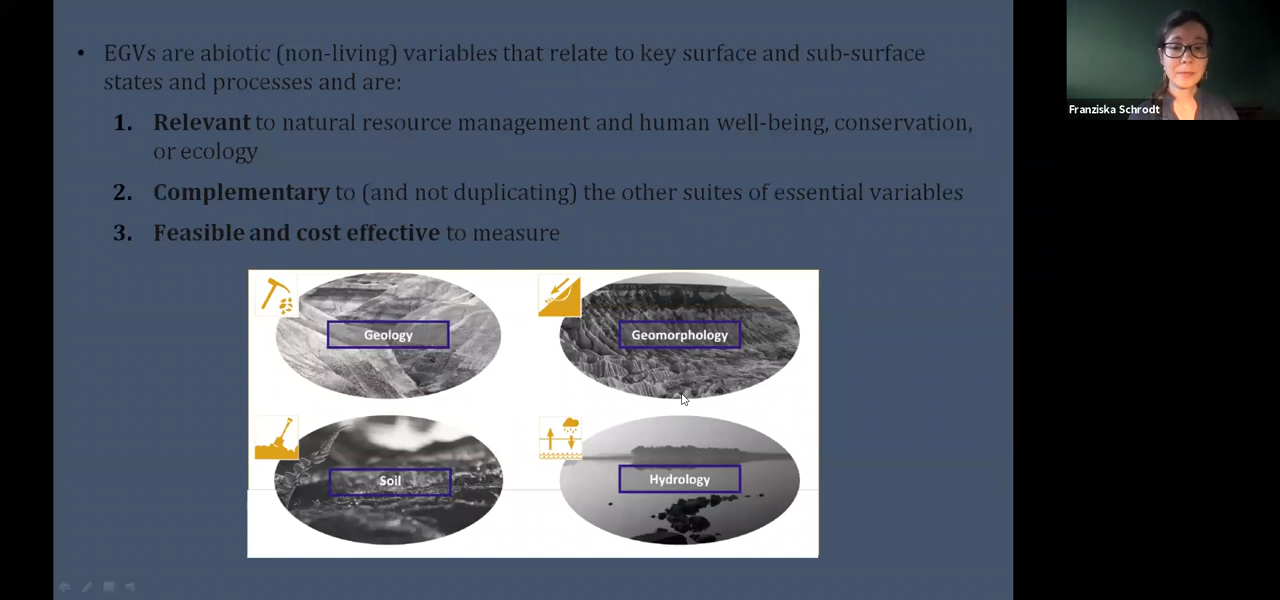 • EGVs are abiotic (non-living) variables that relate to key surface and sub-surface
states and processes and are:
1. Relevant to natural resource management and human well-being, conservation,
or ecology
2. Complementary to (and not duplicating) the other suites of essential variables
3. Feasible and cost effective to measure
Geology
Geomorphology
Soil
Hydrology
Franziska Schrodt